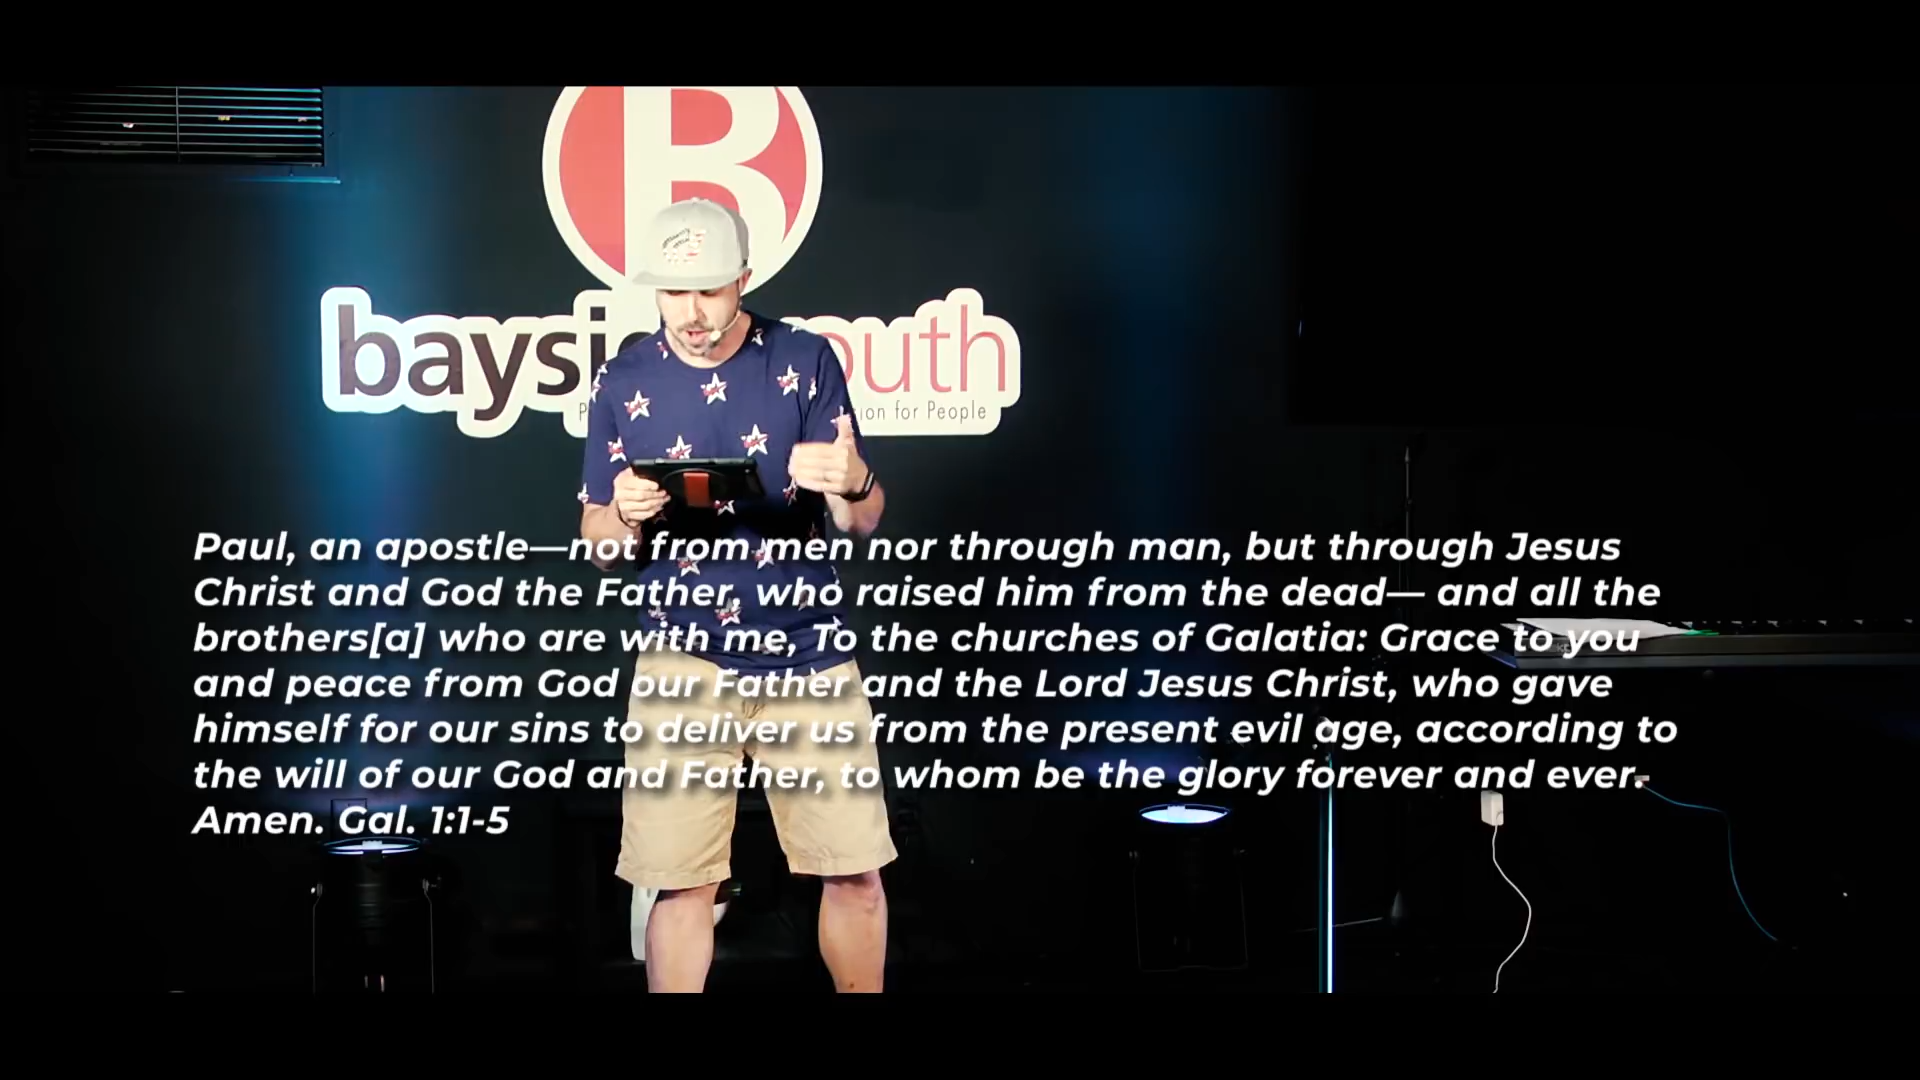 B
baysi youth
sion for People
Paul, an apostle—not from men nor through man, but through Jesus
Christ and God the Father, who raised him from the dead— and all the
brothers[a] who are with me, To the churches of Galatia: Grace to you
and peace from God our Father and the Lord Jesus Christ, who gave
himself for our sins to deliver us from the present evil age, according to
the will of our God and Father, to whom be the glory forever and ever.
Amen. Gal. 1:1-5